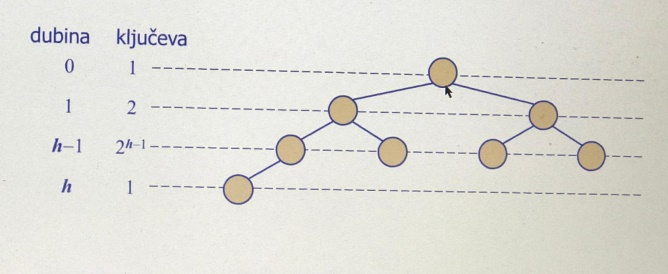 dubina ključeva
0 1
1 2
h−1 2^{h−1}
h 1